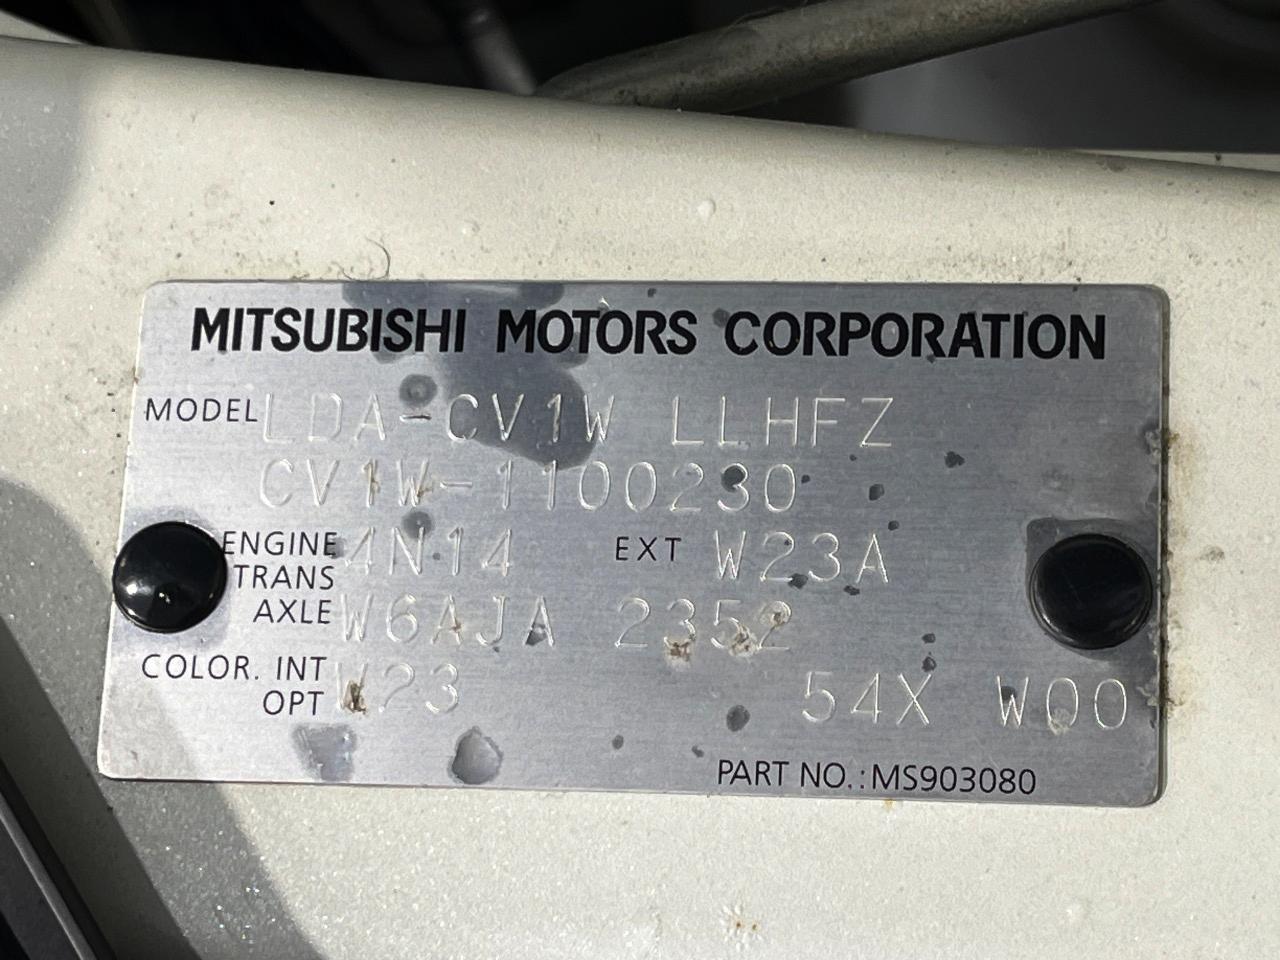 MITSUBISHI MOTORS CORPORATION
MODEL LDA-CV1W LLHFZ
CV1W-1100230
ENGINE 4N14 EXT W23A
TRANS
AXLE W6AJA 2352
COLOR. INT W23 54X W00
OPT
PART NO.:MS903080